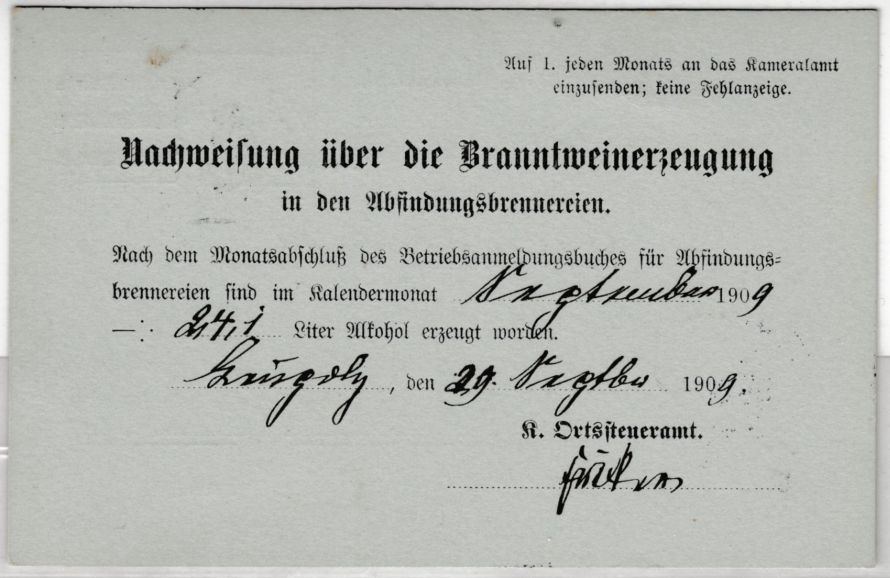 Auf 1. jeden Monats an das Kameralamt
einzusenden; keine Fehlanzeige.
Nachweisung über die Branntweinerzeugung
in den Abfindungsbrennereien.
Nach dem Monatsabschluß des Betriebsanmeldungsbuches für Abfindungs=
brennereien sind im Kalendermonat September 1909
—:. 24,1 Liter Alkohol erzeugt worden.
, den 29. Septbr 1909.
K. Ortssteueramt.